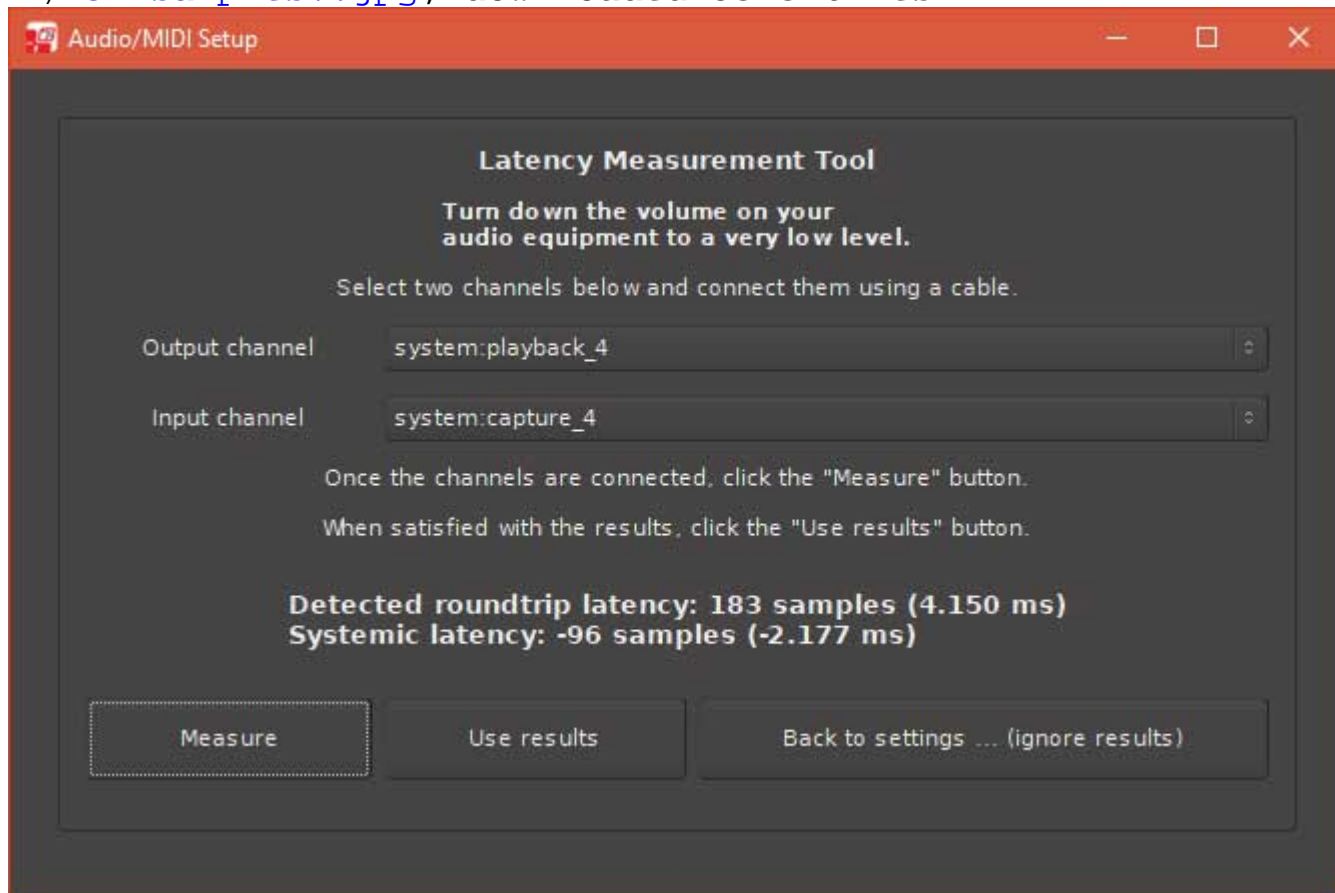 Audio/MIDI Setup
Latency Measurement Tool
Turn down the volume on your
audio equipment to a very low level.
Select two channels below and connect them using a cable.
Output channel system:playback_4
Input channel system:capture_4
Once the channels are connected, click the "Measure" button.
When satisfied with the results, click the "Use results" button.
Detected roundtrip latency: 183 samples (4.150 ms)
Systemic latency: -96 samples (-2.177 ms)
Measure Use results Back to settings ... (ignore results)